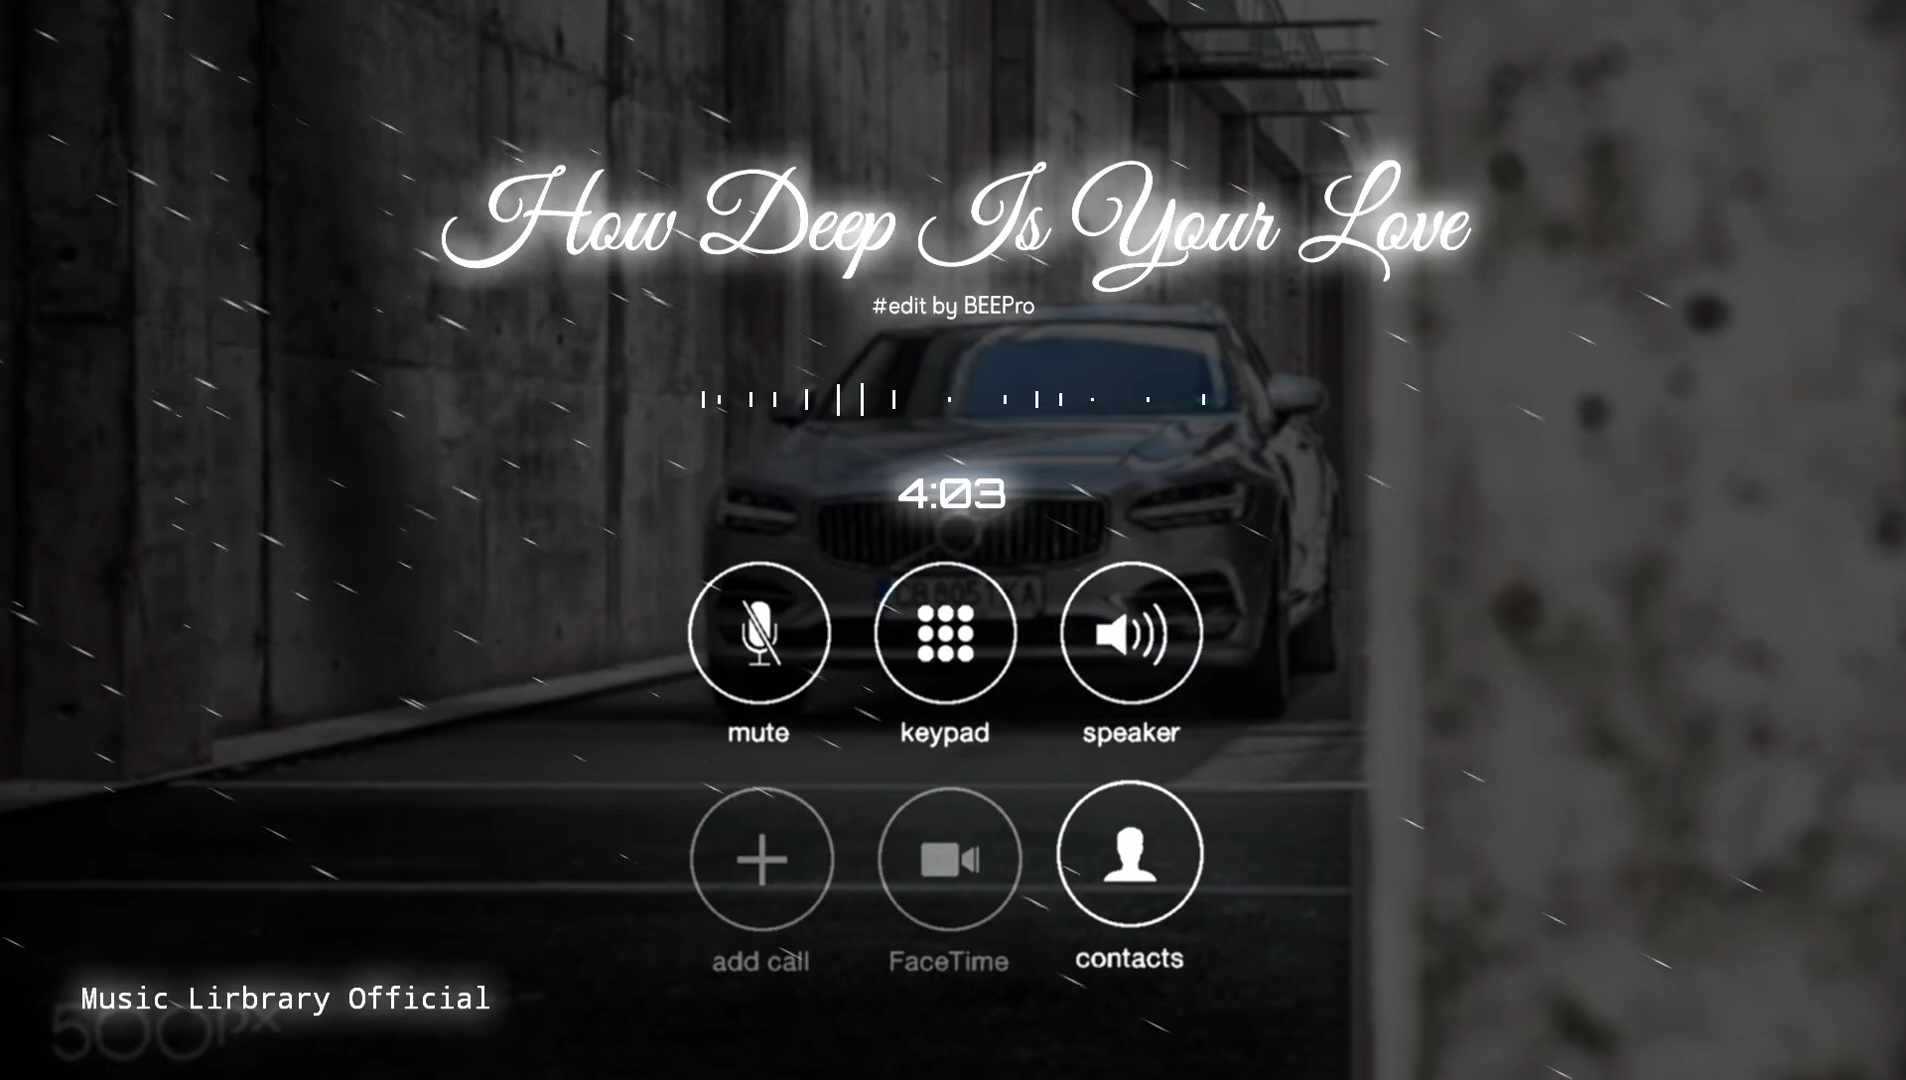 How Deep Is Your Love
#edit by BEEPro
4:03
mute keypad speaker
add call FaceTime contacts
Music Lirbrary Official
500px